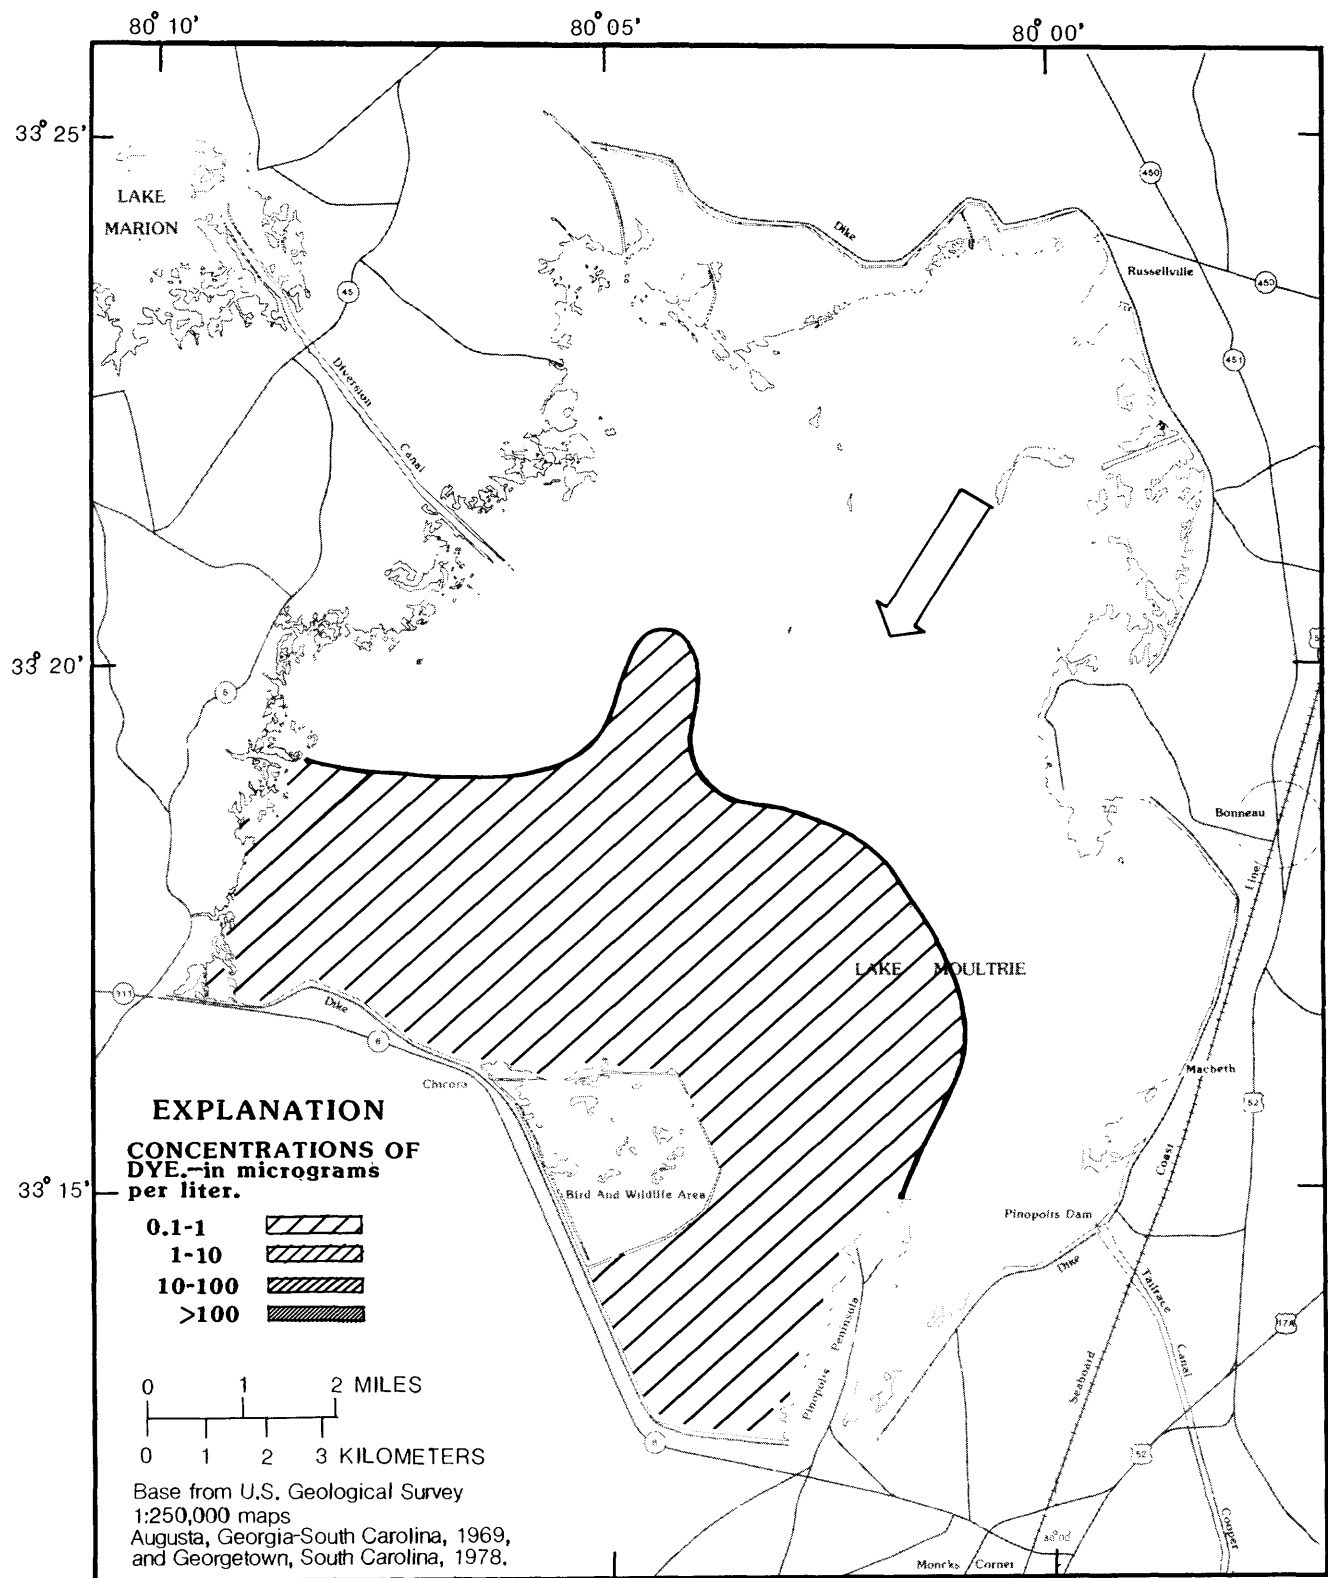 80° 10'
80° 05'
80° 00'
33° 25'
LAKE
MARION
450
Dike
Russellville
450
45
451
Diversion
Canal
33° 20'
6
Bonneau
Line
LAKE MOULTRIE
311
Dike
6
Chicora
Macbeth
52
EXPLANATION
CONCENTRATIONS OF
DYE.—in micrograms
per liter.
0.1-1
1-10
10-100
>100
Coast
33° 15'
Bird And Wildlife Area
Pinopolis Dam
Dike
Tailrace
Canal
Pinopolis Peninsula
17A
Seaboard
0 1 2 MILES
0 1 2 3 KILOMETERS
6
52
Base from U.S. Geological Survey
1:250,000 maps
Augusta, Georgia-South Carolina, 1969,
and Georgetown, South Carolina, 1978.
Cooper
80°00'
Moncks Corner